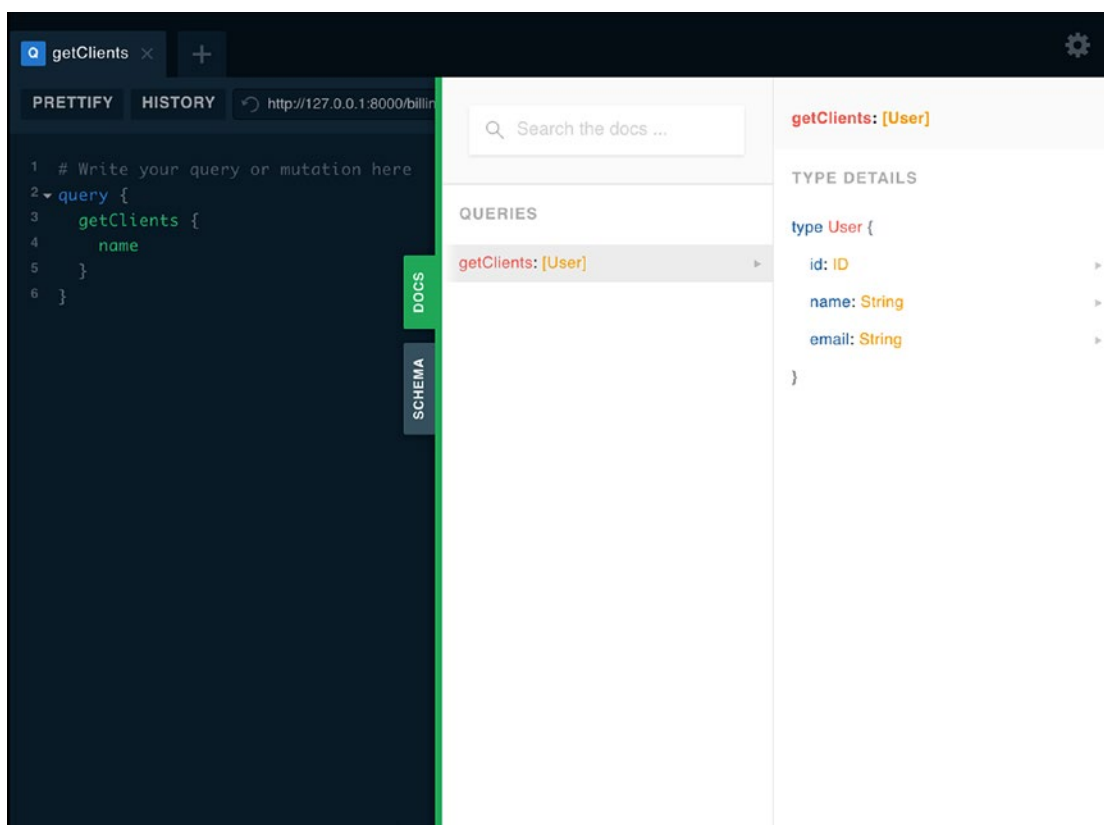 Q getClients
PRETTIFY HISTORY http://127.0.0.1:8000/billin
1 # Write your query or mutation here
2 query {
3 getClients {
4 name
5 }
6 }
DOCS
SCHEMA
Search the docs ...
QUERIES
getClients: [User]
getClients: [User]
TYPE DETAILS
type User {
id: ID
name: String
email: String
}